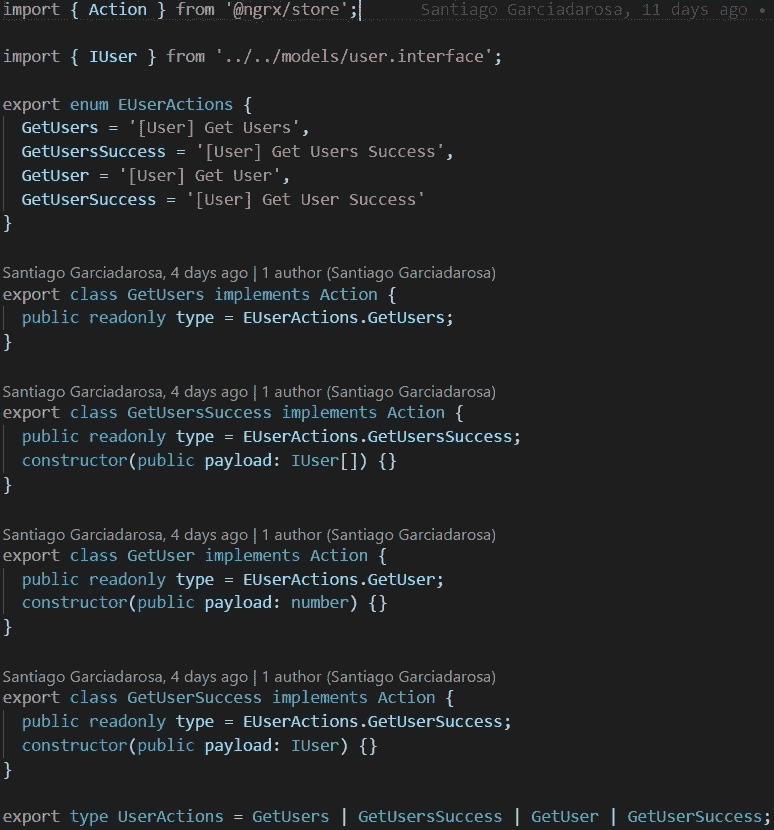 import { Action } from '@ngrx/store'; Santiago Garciadarosa, 11 days ago •
import { IUser } from '../../models/user.interface';
export enum EUserActions {
GetUsers = '[User] Get Users',
GetUsersSuccess = '[User] Get Users Success',
GetUser = '[User] Get User',
GetUserSuccess = '[User] Get User Success'
}
Santiago Garciadarosa, 4 days ago | 1 author (Santiago Garciadarosa)
export class GetUsers implements Action {
public readonly type = EUserActions.GetUsers;
}
Santiago Garciadarosa, 4 days ago | 1 author (Santiago Garciadarosa)
export class GetUsersSuccess implements Action {
public readonly type = EUserActions.GetUsersSuccess;
constructor(public payload: IUser[]) {}
}
Santiago Garciadarosa, 4 days ago | 1 author (Santiago Garciadarosa)
export class GetUser implements Action {
public readonly type = EUserActions.GetUser;
constructor(public payload: number) {}
}
Santiago Garciadarosa, 4 days ago | 1 author (Santiago Garciadarosa)
export class GetUserSuccess implements Action {
public readonly type = EUserActions.GetUserSuccess;
constructor(public payload: IUser) {}
}
export type UserActions = GetUsers | GetUsersSuccess | GetUser | GetUserSuccess;